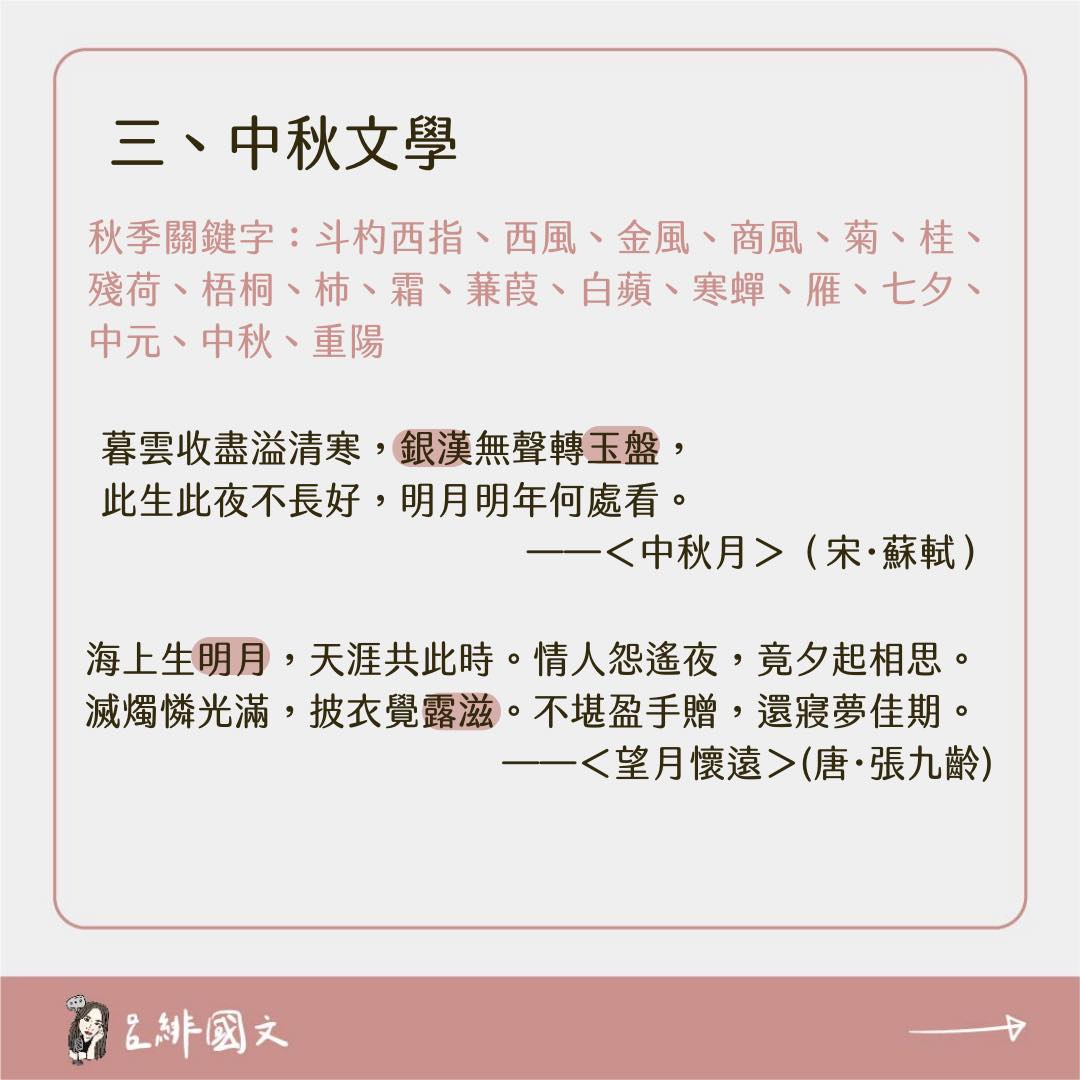 三、中秋文學
秋季關鍵字：斗杓西指、西風、金風、商風、菊、桂、
殘荷、梧桐、柿、霜、蒹葭、白蘋、寒蟬、雁、七夕、
中元、中秋、重陽
暮雲收盡溢清寒，銀漢無聲轉玉盤，
此生此夜不長好，明月明年何處看。
——＜中秋月＞（宋·蘇軾）
海上生明月，天涯共此時。情人怨遙夜，竟夕起相思。
滅燭憐光滿，披衣覺露滋。不堪盈手贈，還寢夢佳期。
——＜望月懷遠＞(唐·張九齡)
呂緋國文